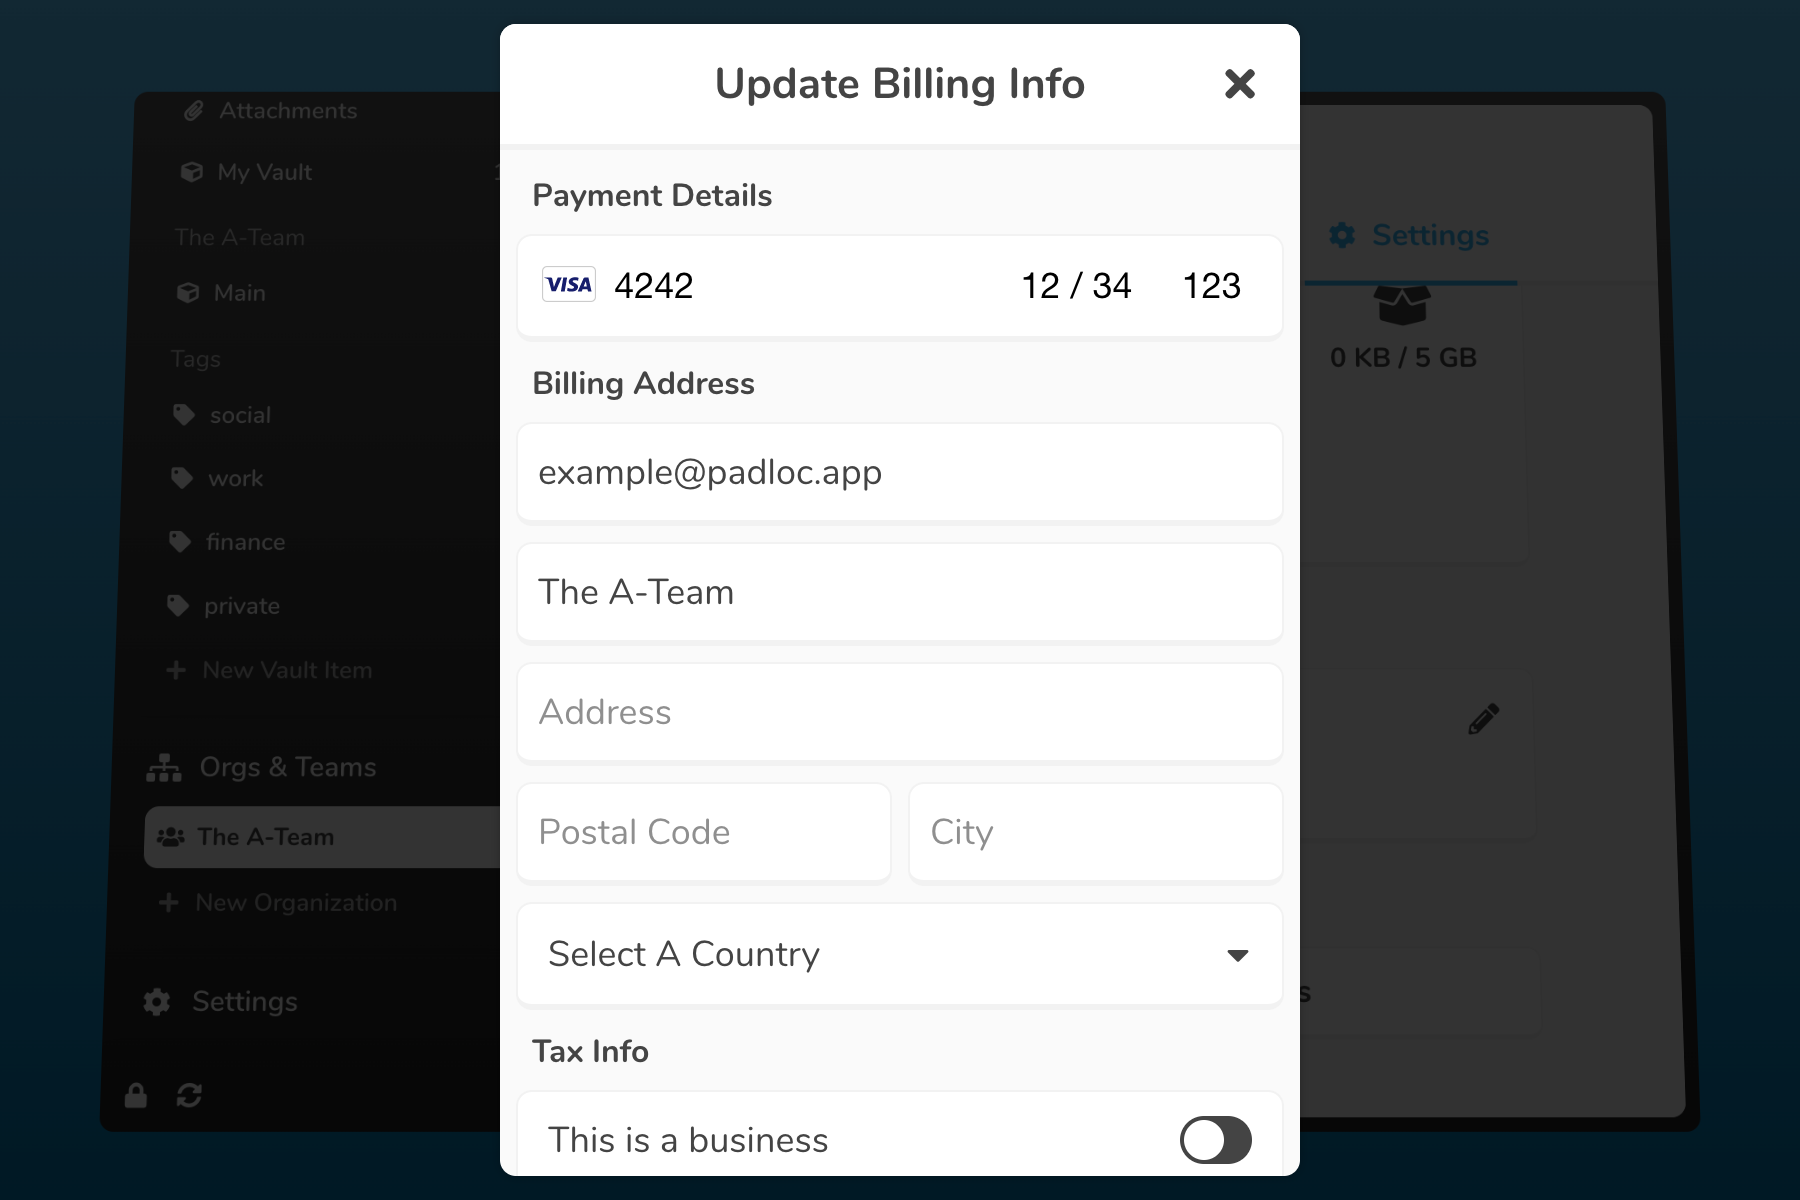 Update Billing Info
Payment Details
VISA 4242 12 / 34 123
Billing Address
example@padloc.app
The A-Team
Address
Postal Code City
Select A Country
Tax Info
This is a business
Attachments
My Vault
The A-Team
Main
Tags
social
work
finance
private
New Vault Item
Orgs & Teams
The A-Team
New Organization
Settings
Settings
0 KB / 5 GB